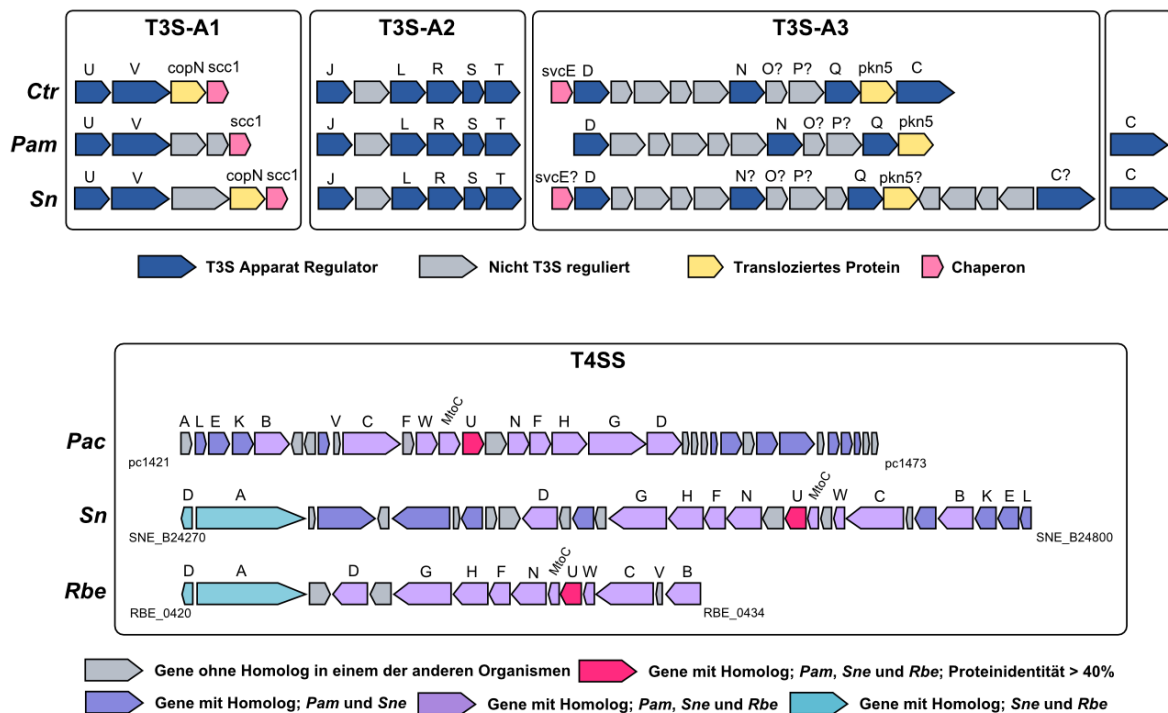 T3S-A1 T3S-A2 T3S-A3
U V copN scc1 J L R S T svcE D N O? P? Q pkn5 C
Ctr
U V scc1 J L R S T D N O? P? Q pkn5 C
Pam
U V copN scc1 J L R S T svcE? D N? O? P? Q pkn5? C? C
Sn
T3S Apparat Regulator Nicht T3S reguliert Transloziertes Protein Chaperon
T4SS
A L E K B V C F W MtoC U N F H G D
Pac
pc1421 pc1473
D A D G H F N U MtoC W C B K E L
Sn
SNE_B24270 SNE_B24800
D A D G H F N MtoC U W C V B
Rbe
RBE_0420 RBE_0434
Gene ohne Homolog in einem der anderen Organismen Gene mit Homolog; Pam, Sne und Rbe; Proteinidentität > 40%
Gene mit Homolog; Pam und Sne Gene mit Homolog; Pam, Sne und Rbe Gene mit Homolog; Sne und Rbe